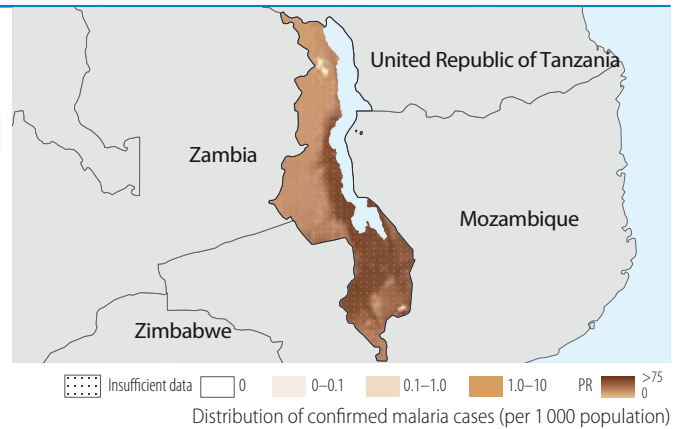 United Republic of Tanzania
Zambia
Mozambique
Zimbabwe
Insufficient data 0 0–0.1 0.1–1.0 1.0–10 PR >75
0
Distribution of confirmed malaria cases (per 1 000 population)